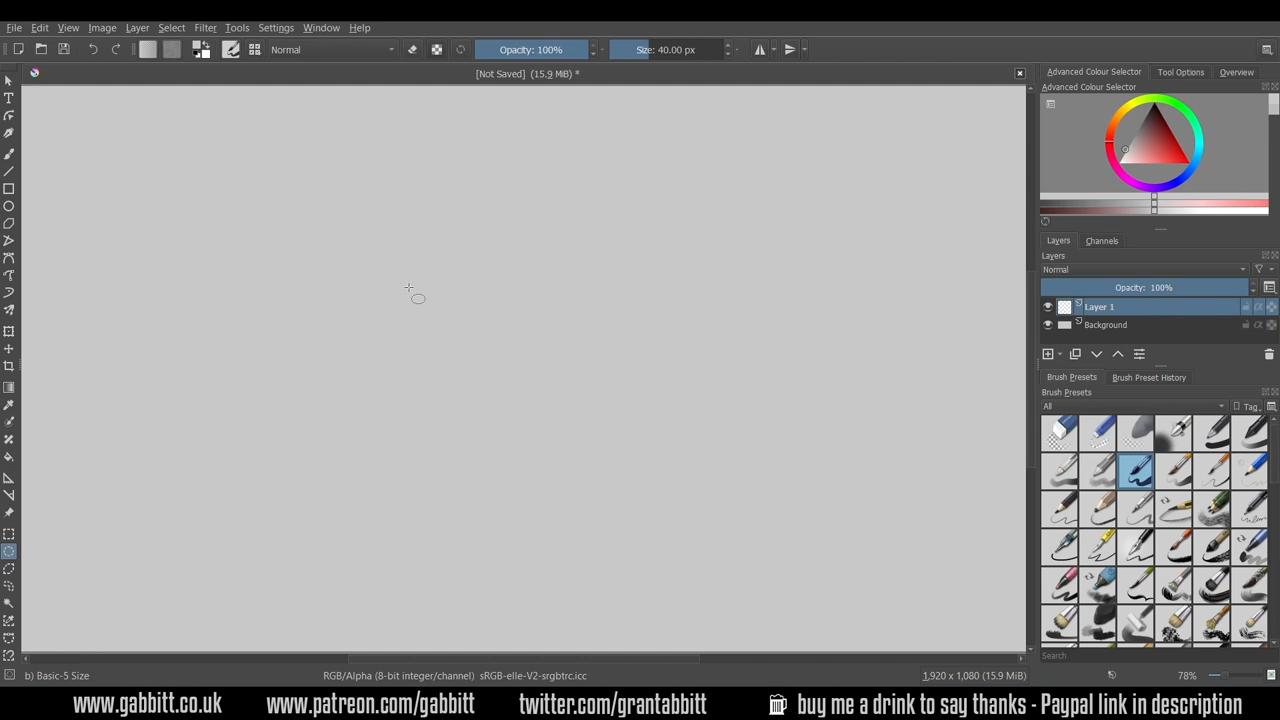 File Edit View Image Layer Select Filter Tools Settings Window Help
Normal Opacity: 100% Size: 40.00 px
[Not Saved] (15.9 MiB) *
Advanced Colour Selector Tool Options Overview
Advanced Colour Selector
Layers Channels
Layers
Normal
Opacity: 100%
Layer 1
Background
Brush Presets Brush Preset History
Brush Presets
All Tag
Search
b) Basic-5 Size RGB/Alpha (8-bit integer/channel) sRGB-elle-V2-srgbtrc.icc 1,920 x 1,080 (15.9 MiB) 78%
www.gabbitt.co.uk www.patreon.com/gabbitt twitter.com/grantabbitt buy me a drink to say thanks - Paypal link in description